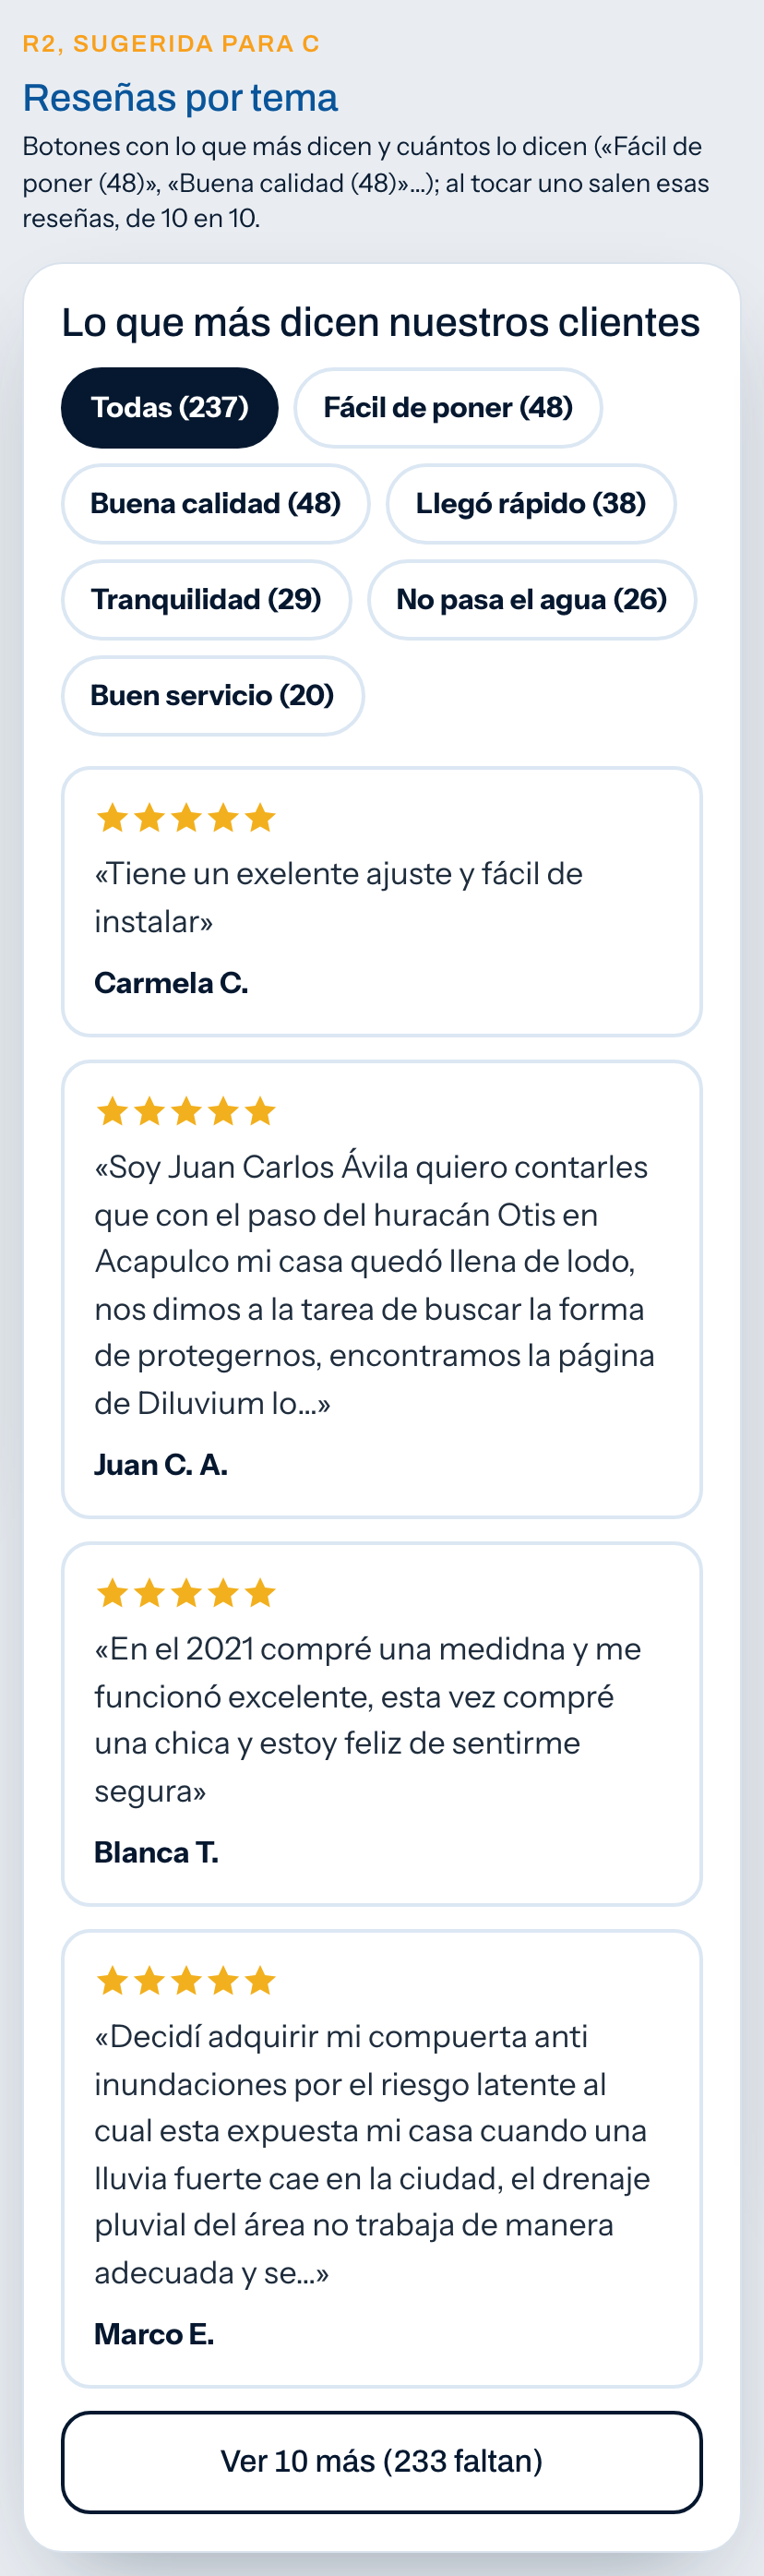 R2, SUGERIDA PARA C
Reseñas por tema
Botones con lo que más dicen y cuántos lo dicen («Fácil de
poner (48)», «Buena calidad (48)»...); al tocar uno salen esas
reseñas, de 10 en 10.
Lo que más dicen nuestros clientes
Todas (237)
Fácil de poner (48)
Buena calidad (48)
Llegó rápido (38)
Tranquilidad (29)
No pasa el agua (26)
Buen servicio (20)
«Tiene un exelente ajuste y fácil de
instalar»
Carmela C.
«Soy Juan Carlos Ávila quiero contarles
que con el paso del huracán Otis en
Acapulco mi casa quedó llena de lodo,
nos dimos a la tarea de buscar la forma
de protegernos, encontramos la página
de Diluvium lo...»
Juan C. A.
«En el 2021 compré una medidna y me
funcionó excelente, esta vez compré
una chica y estoy feliz de sentirme
segura»
Blanca T.
«Decidí adquirir mi compuerta anti
inundaciones por el riesgo latente al
cual esta expuesta mi casa cuando una
lluvia fuerte cae en la ciudad, el drenaje
pluvial del área no trabaja de manera
adecuada y se...»
Marco E.
Ver 10 más (233 faltan)